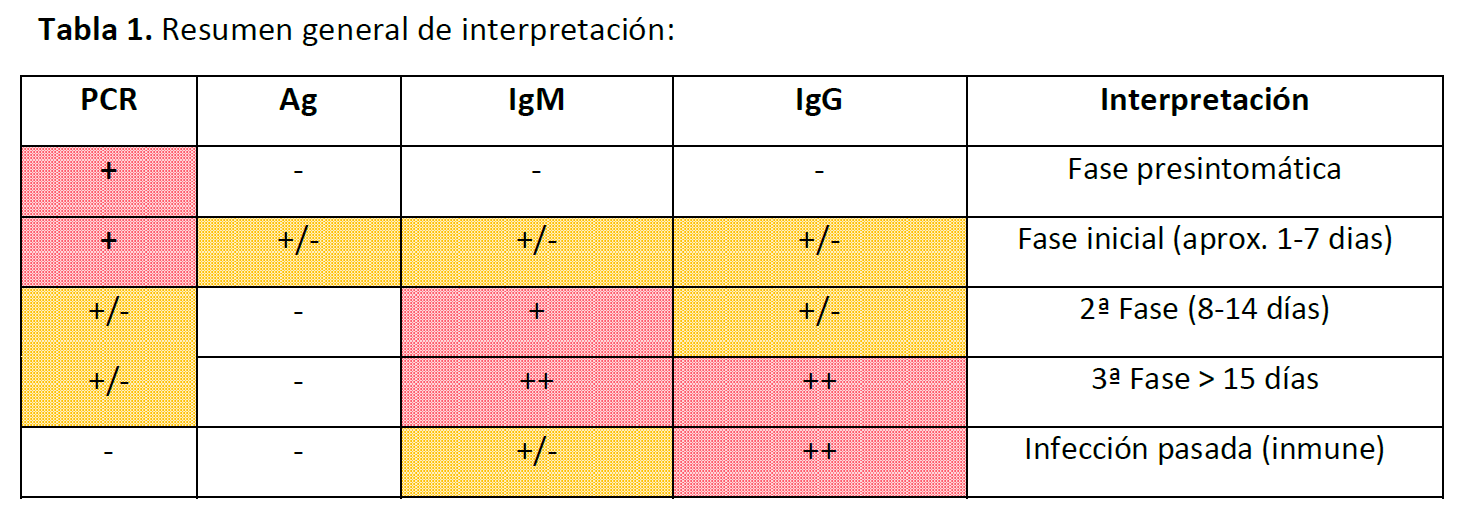 Tabla 1. Resumen general de interpretación:
PCR Ag IgM IgG Interpretación
+ - - - Fase presintomática
+ +/- +/- +/- Fase inicial (aprox. 1-7 dias)
+/- - + +/- 2ª Fase (8-14 días)
+/- - ++ ++ 3ª Fase > 15 días
- - +/- ++ Infección pasada (inmune)